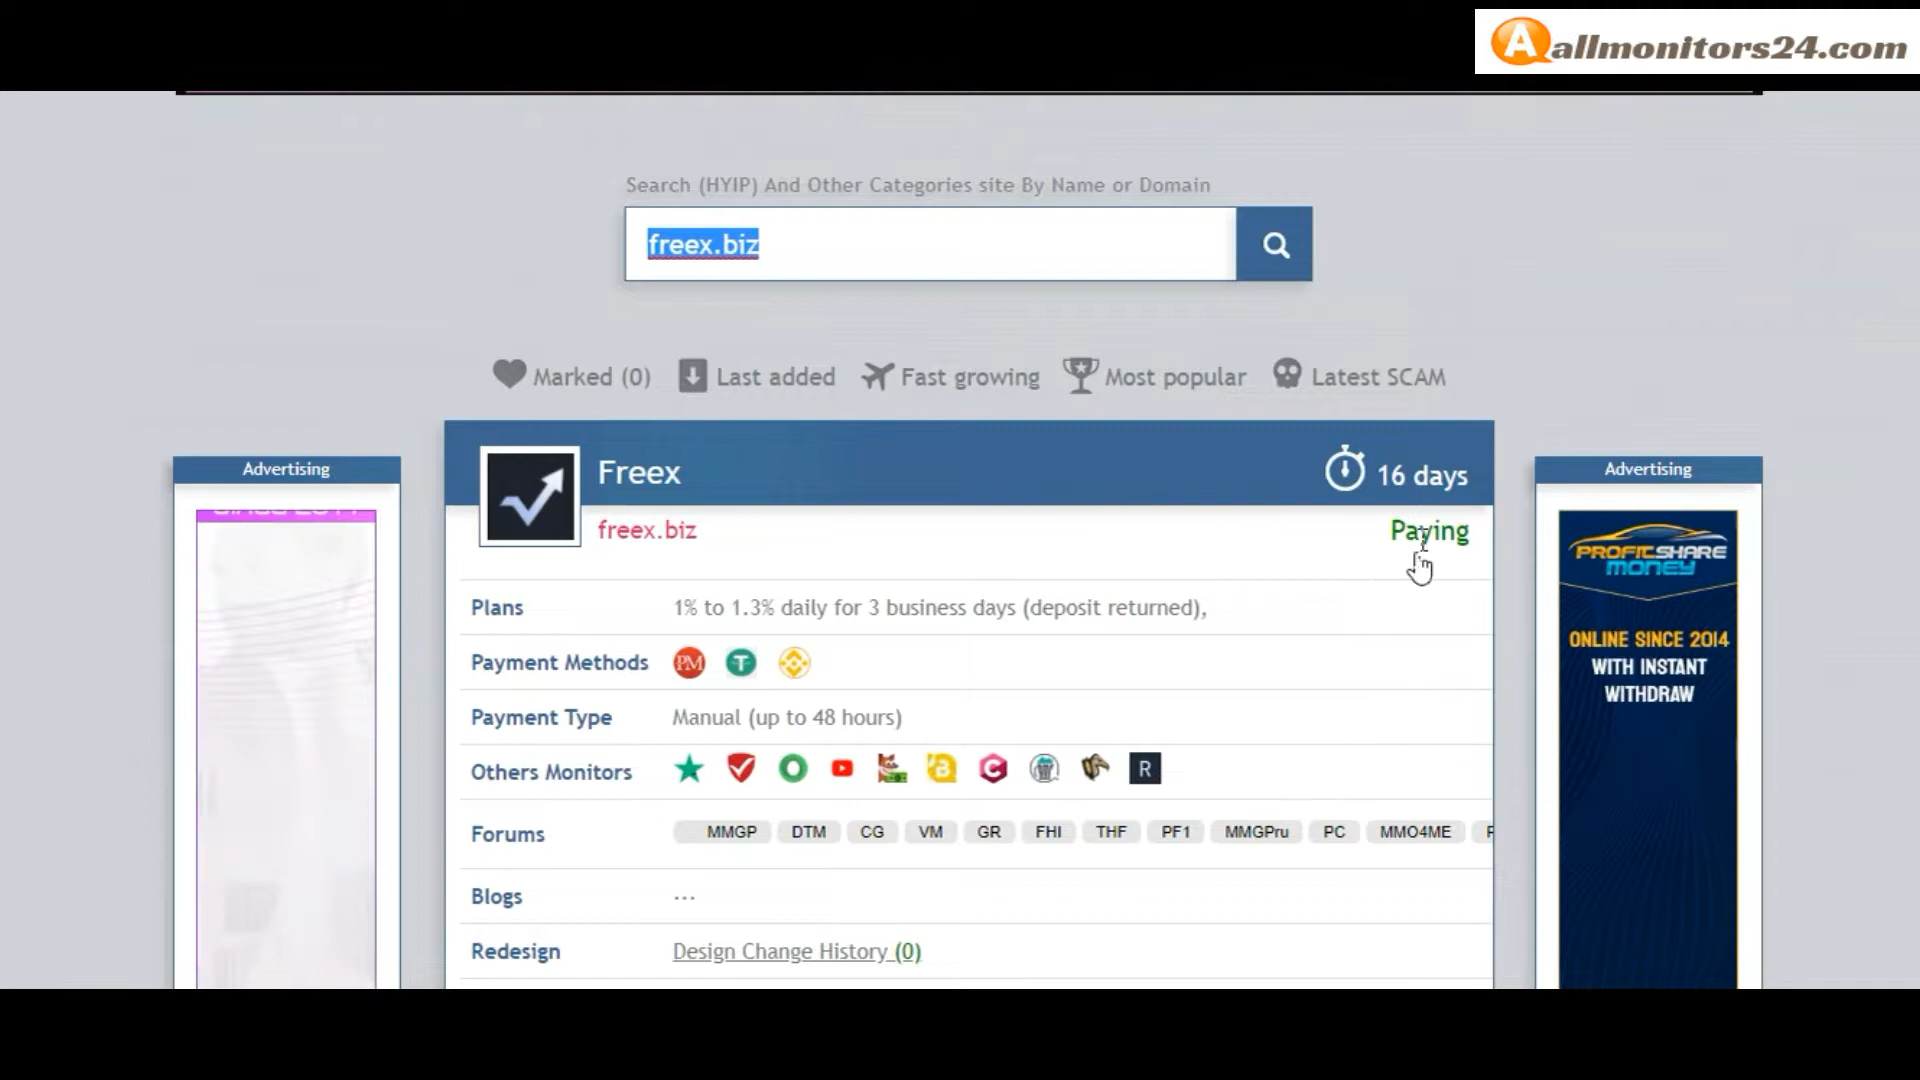 allmonitors24.com
Search (HYIP) And Other Categories site By Name or Domain
freex.biz
Marked (0) Last added Fast growing Most popular Latest SCAM
Advertising
Freex
16 days
freex.biz
Paying
Plans 1% to 1.3% daily for 3 business days (deposit returned),
Payment Methods PM
Payment Type Manual (up to 48 hours)
Others Monitors R
Forums MMGP DTM CG VM GR FHI THF PF1 MMGPru PC MMO4ME
Blogs ...
Redesign Design Change History (0)
Advertising
PROFITSHARE
MONEY
ONLINE SINCE 2014
WITH INSTANT
WITHDRAW